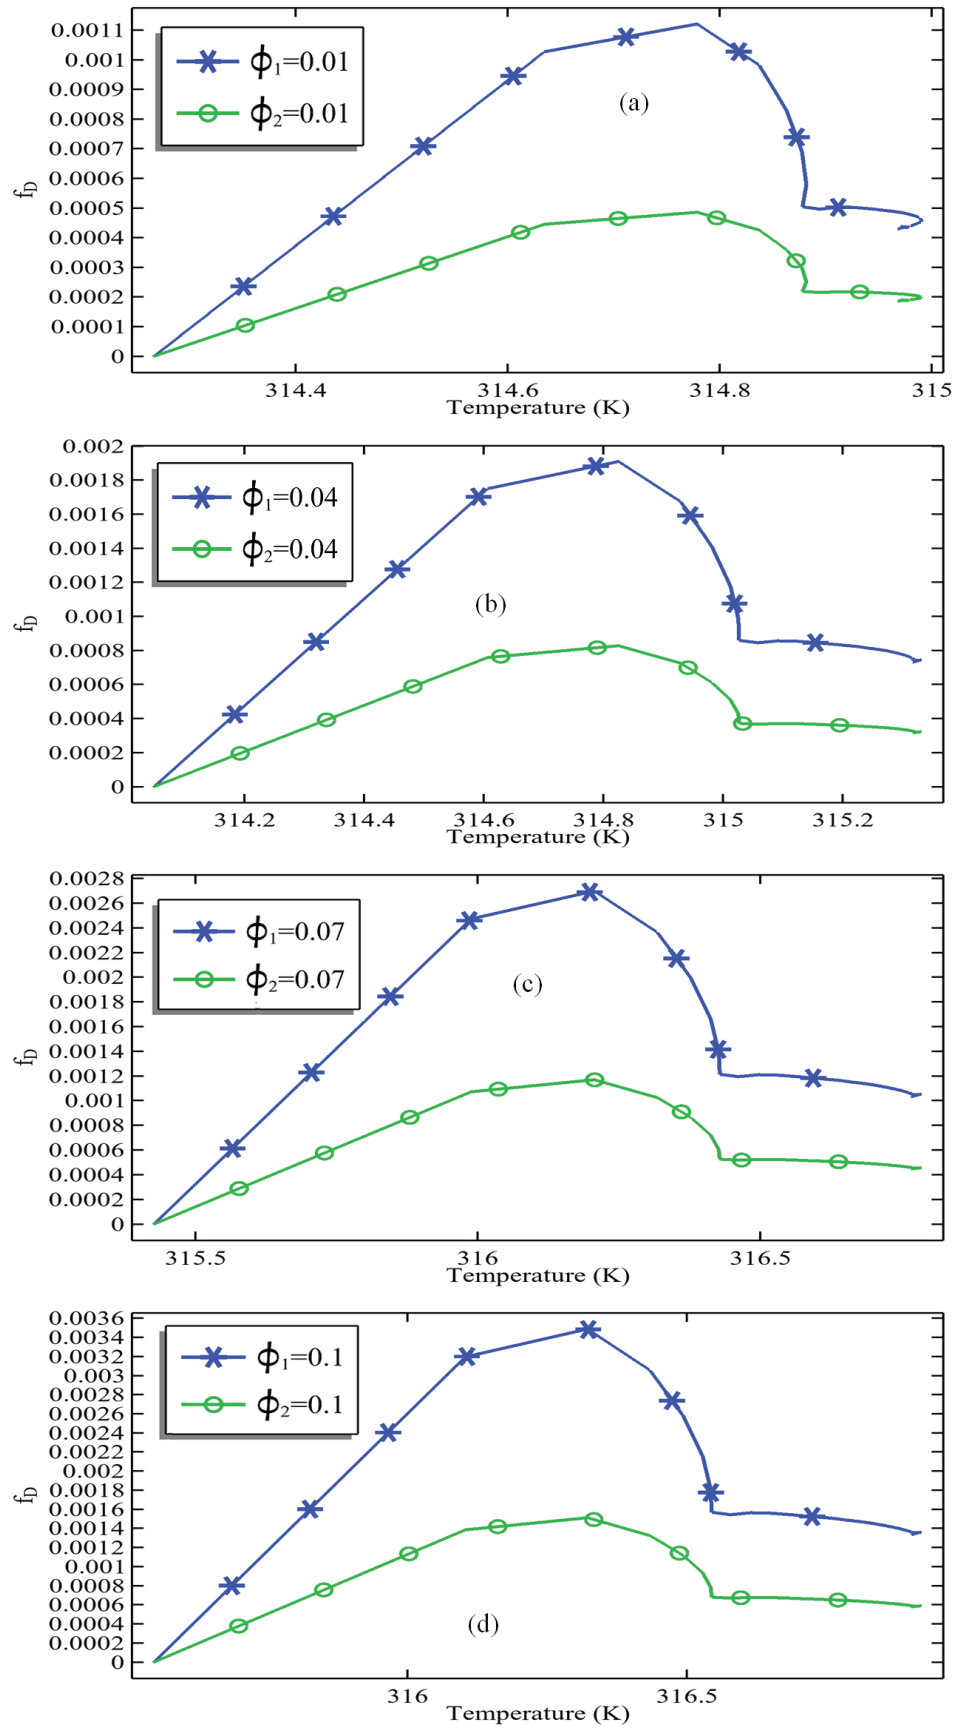 0.0011
0.001
0.0009
0.0008
0.0007
0.0006
0.0005
0.0004
0.0003
0.0002
0.0001
0
f_D
ϕ₁=0.01
ϕ₂=0.01
(a)
314.4 314.6 314.8 315
Temperature (K)
0.002
0.0018
0.0016
0.0014
0.0012
0.001
0.0008
0.0006
0.0004
0.0002
0
f_D
ϕ₁=0.04
ϕ₂=0.04
(b)
314.2 314.4 314.6 314.8 315 315.2
Temperature (K)
0.0028
0.0026
0.0024
0.0022
0.002
0.0018
0.0016
0.0014
0.0012
0.001
0.0008
0.0006
0.0004
0.0002
0
f_D
ϕ₁=0.07
ϕ₂=0.07
(c)
315.5 316 316.5
Temperature (K)
0.0036
0.0034
0.0032
0.003
0.0028
0.0026
0.0024
0.0022
0.002
0.0018
0.0016
0.0014
0.0012
0.001
0.0008
0.0006
0.0004
0.0002
0
f_D
ϕ₁=0.1
ϕ₂=0.1
(d)
316 316.5
Temperature (K)